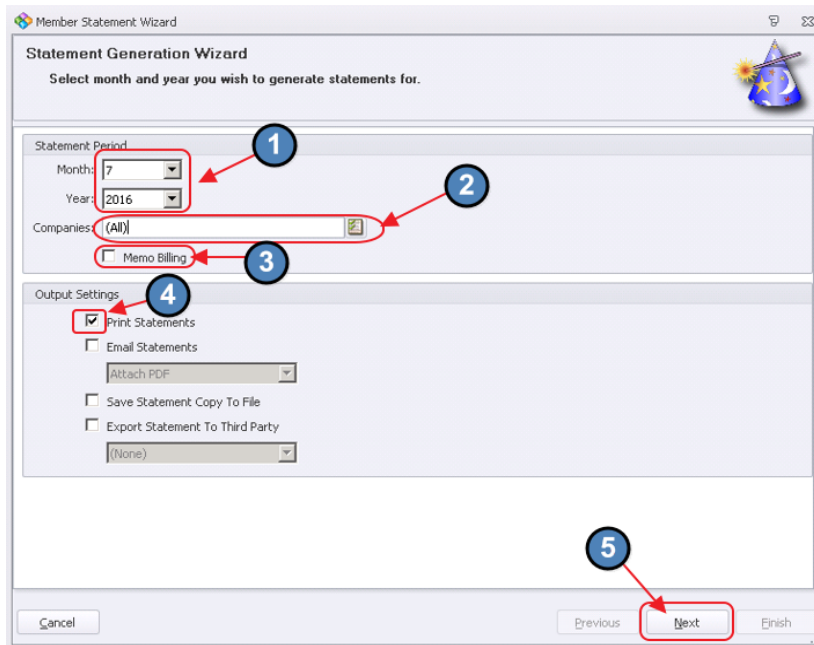 Member Statement Wizard
Statement Generation Wizard
Select month and year you wish to generate statements for.
Statement Period
1
Month: 7
2
Year: 2016
Companies: (All)
Memo Billing
3
Output Settings
4
Print Statements
Email Statements
Attach PDF
Save Statement Copy To File
Export Statement To Third Party
(None)
5
Cancel
Previous
Next
Finish